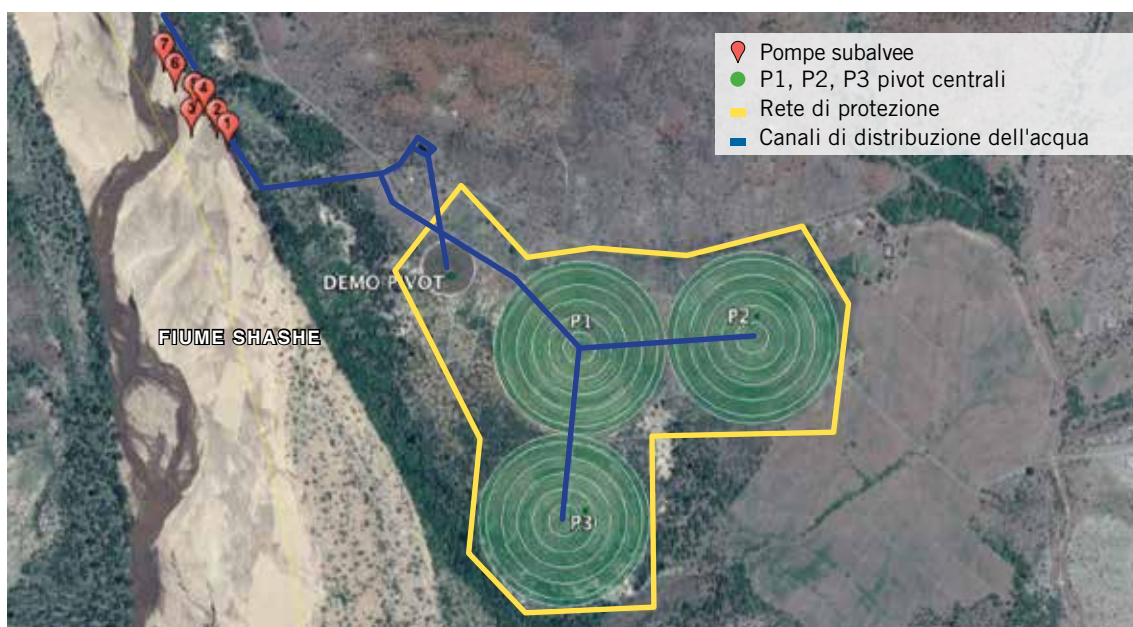 Pompe subalvee
P1, P2, P3 pivot centrali
Rete di protezione
Canali di distribuzione dell'acqua
7
6
5
4
3
2
1
DEMO PIVOT
FIUME SHASHE
P1
P2
P3